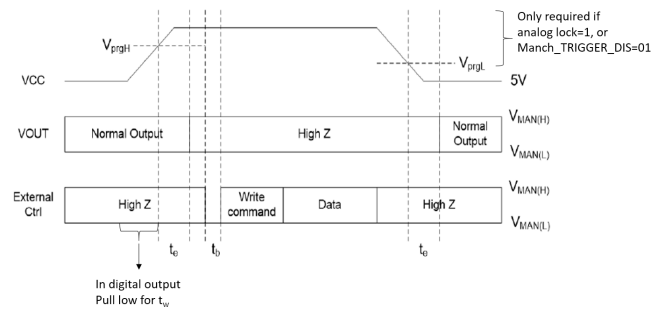 Only required if
analog lock=1, or
Manch_TRIGGER_DIS=01
VprgH
VprgL
VCC
5V
VOUT
Normal Output
High Z
Normal
Output
VMAN(H)
VMAN(L)
External
Ctrl
High Z
Write
command
Data
High Z
VMAN(H)
VMAN(L)
te
tb
te
In digital output
Pull low for tw